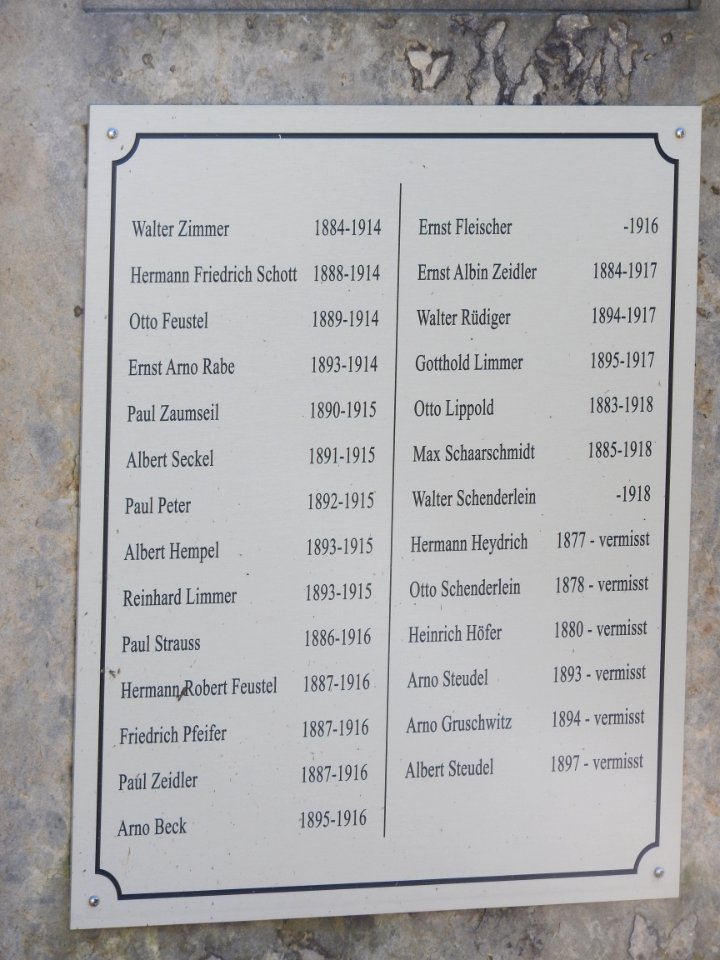 Walter Zimmer 1884-1914
Hermann Friedrich Schott 1888-1914
Otto Feustel 1889-1914
Ernst Arno Rabe 1893-1914
Paul Zaumseil 1890-1915
Albert Seckel 1891-1915
Paul Peter 1892-1915
Albert Hempel 1893-1915
Reinhard Limmer 1893-1915
Paul Strauss 1886-1916
Hermann Robert Feustel 1887-1916
Friedrich Pfeifer 1887-1916
Paul Zeidler 1887-1916
Arno Beck 1895-1916
Ernst Fleischer -1916
Ernst Albin Zeidler 1884-1917
Walter Rüdiger 1894-1917
Gotthold Limmer 1895-1917
Otto Lippold 1883-1918
Max Schaarschmidt 1885-1918
Walter Schenderlein -1918
Hermann Heydrich 1877 - vermisst
Otto Schenderlein 1878 - vermisst
Heinrich Höfer 1880 - vermisst
Arno Steudel 1893 - vermisst
Arno Gruschwitz 1894 - vermisst
Albert Steudel 1897 - vermisst